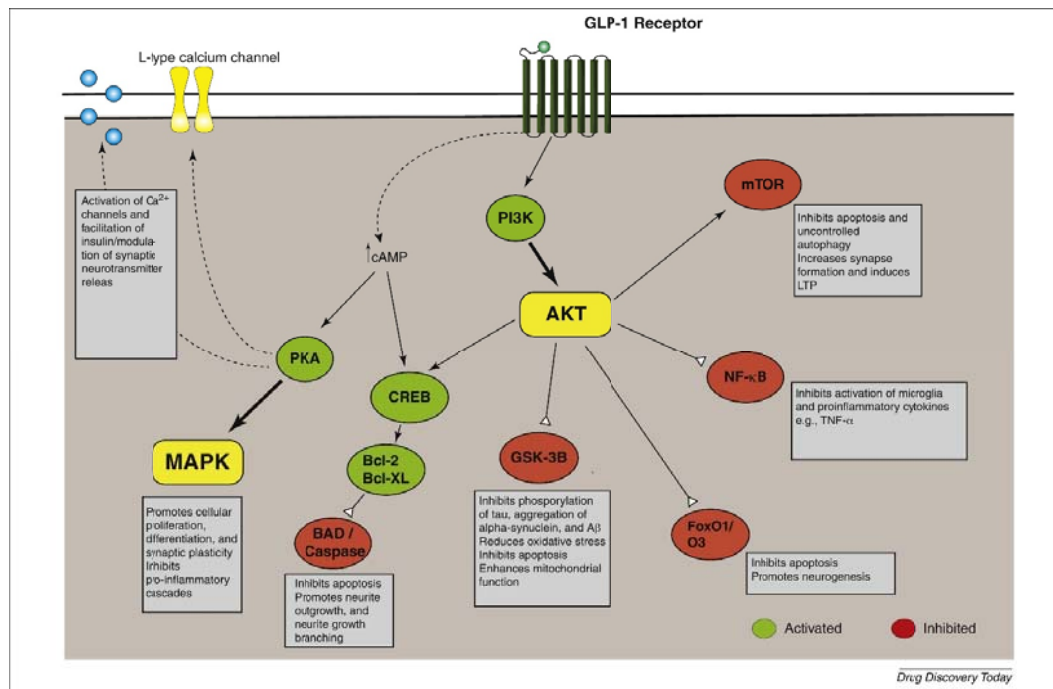 GLP-1 Receptor
L-type calcium channel
Activation of Ca2+
channels and
facilitation of
insulin/modula-
tion of synaptic
neurotransmitter
releas
cAMP
PI3K
mTOR
Inhibits apoptosis and
uncontrolled
autophagy
Increases synapse
formation and induces
LTP
AKT
PKA
CREB
NF-κB
Inhibits activation of microglia
and proinflammatory cytokines
e.g., TNF-α
MAPK
Promotes cellular
proliferation,
differentiation, and
synaptic plasticity
Inhibits
pro-inflammatory
cascades
Bcl-2
Bcl-XL
BAD /
Caspase
Inhibits apoptosis
Promotes neurite
outgrowth, and
neurite growth
branching
GSK-3B
Inhibits phosporylation
of tau, aggregation of
alpha-synuclein, and Aβ
Reduces oxidative stress
Inhibits apoptosis
Enhances mitochondrial
function
FoxO1/
O3
Inhibits apoptosis
Promotes neurogenesis
Activated
Inhibited
Drug Discovery Today